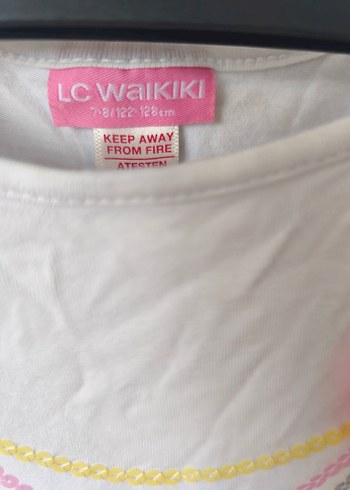 LC WAIKIKI
7-8/122-128cm
KEEP AWAY
FROM FIRE
ATEŞTEN